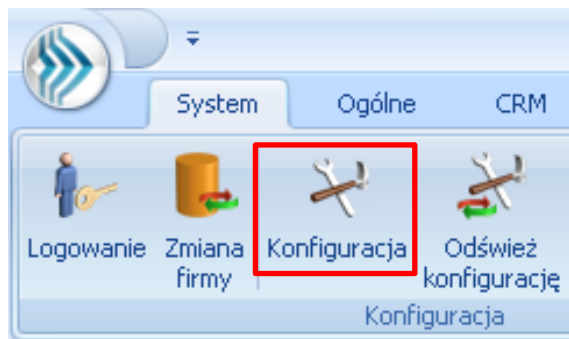 System Ogólne CRM
Logowanie Zmiana firmy Konfiguracja Odśwież konfigurację
Konfiguracja